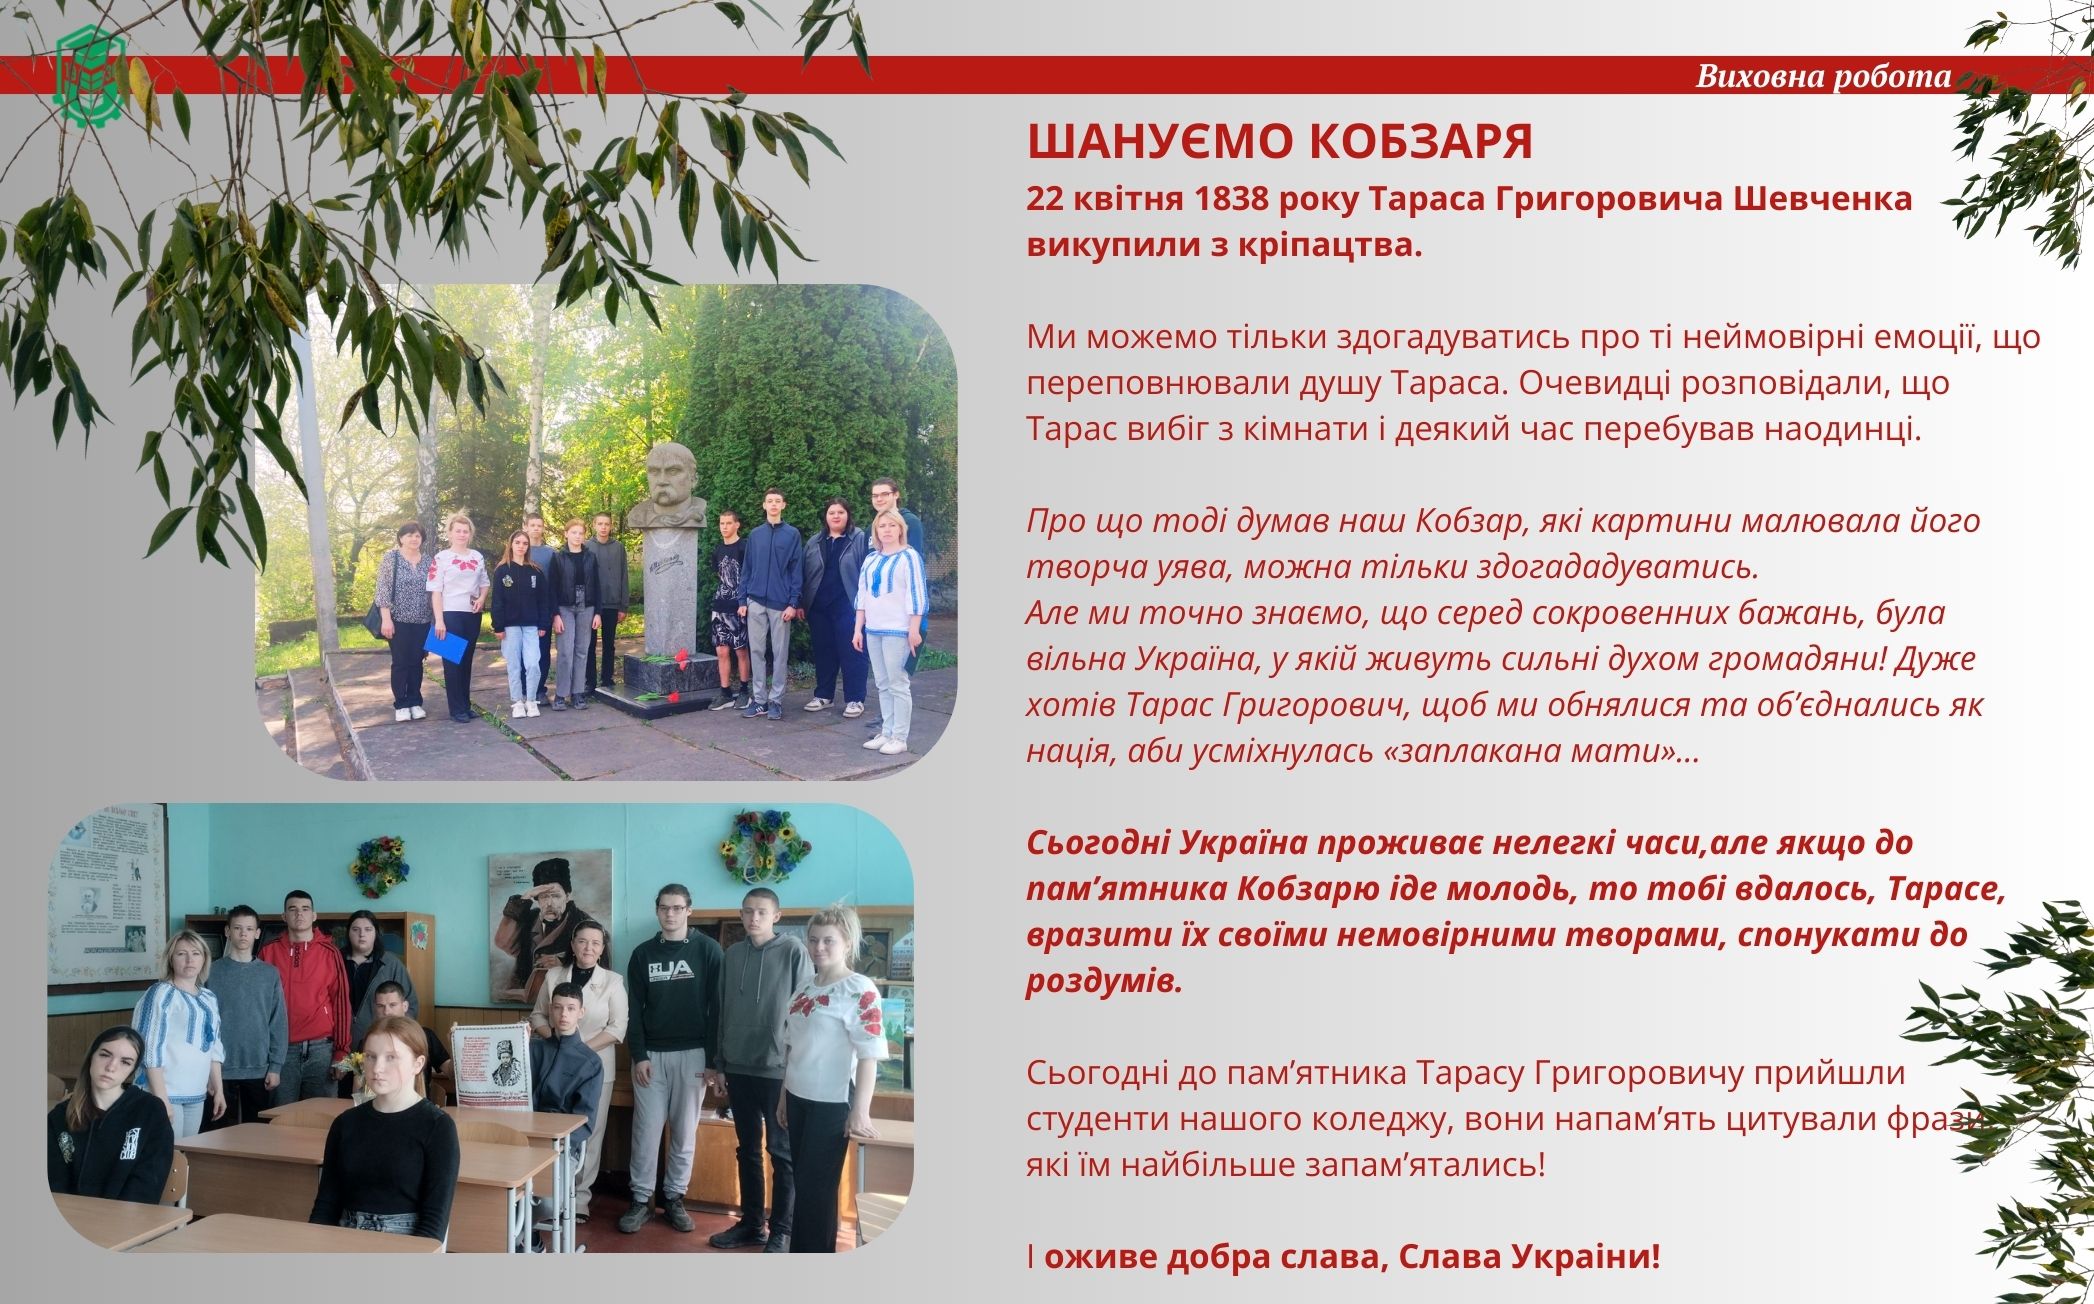 Виховна робота
ШАНУЄМО КОБЗАРЯ
22 квітня 1838 року Тараса Григоровича Шевченка
викупили з кріпацтва.
Ми можемо тільки здогадуватись про ті неймовірні емоції, що
переповнювали душу Тараса. Очевидці розповідали, що
Тарас вибіг з кімнати і деякий час перебував наодинці.
Про що тоді думав наш Кобзар, які картини малювала його
творча уява, можна тільки здогададуватись.
Але ми точно знаємо, що серед сокровенних бажань, була
вільна Україна, у якій живуть сильні духом громадяни! Дуже
хотів Тарас Григорович, щоб ми обнялися та об’єднались як
нація, аби усміхнулась «заплакана мати»...
Сьогодні Україна проживає нелегкі часи,але якщо до
пам’ятника Кобзарю іде молодь, то тобі вдалось, Тарасе,
вразити їх своїми немовірними творами, спонукати до
роздумів.
Сьогодні до пам’ятника Тарасу Григоровичу прийшли
студенти нашого коледжу, вони напам’ять цитували фрази,
які їм найбільше запам’ятались!
І оживе добра слава, Слава Украіни!